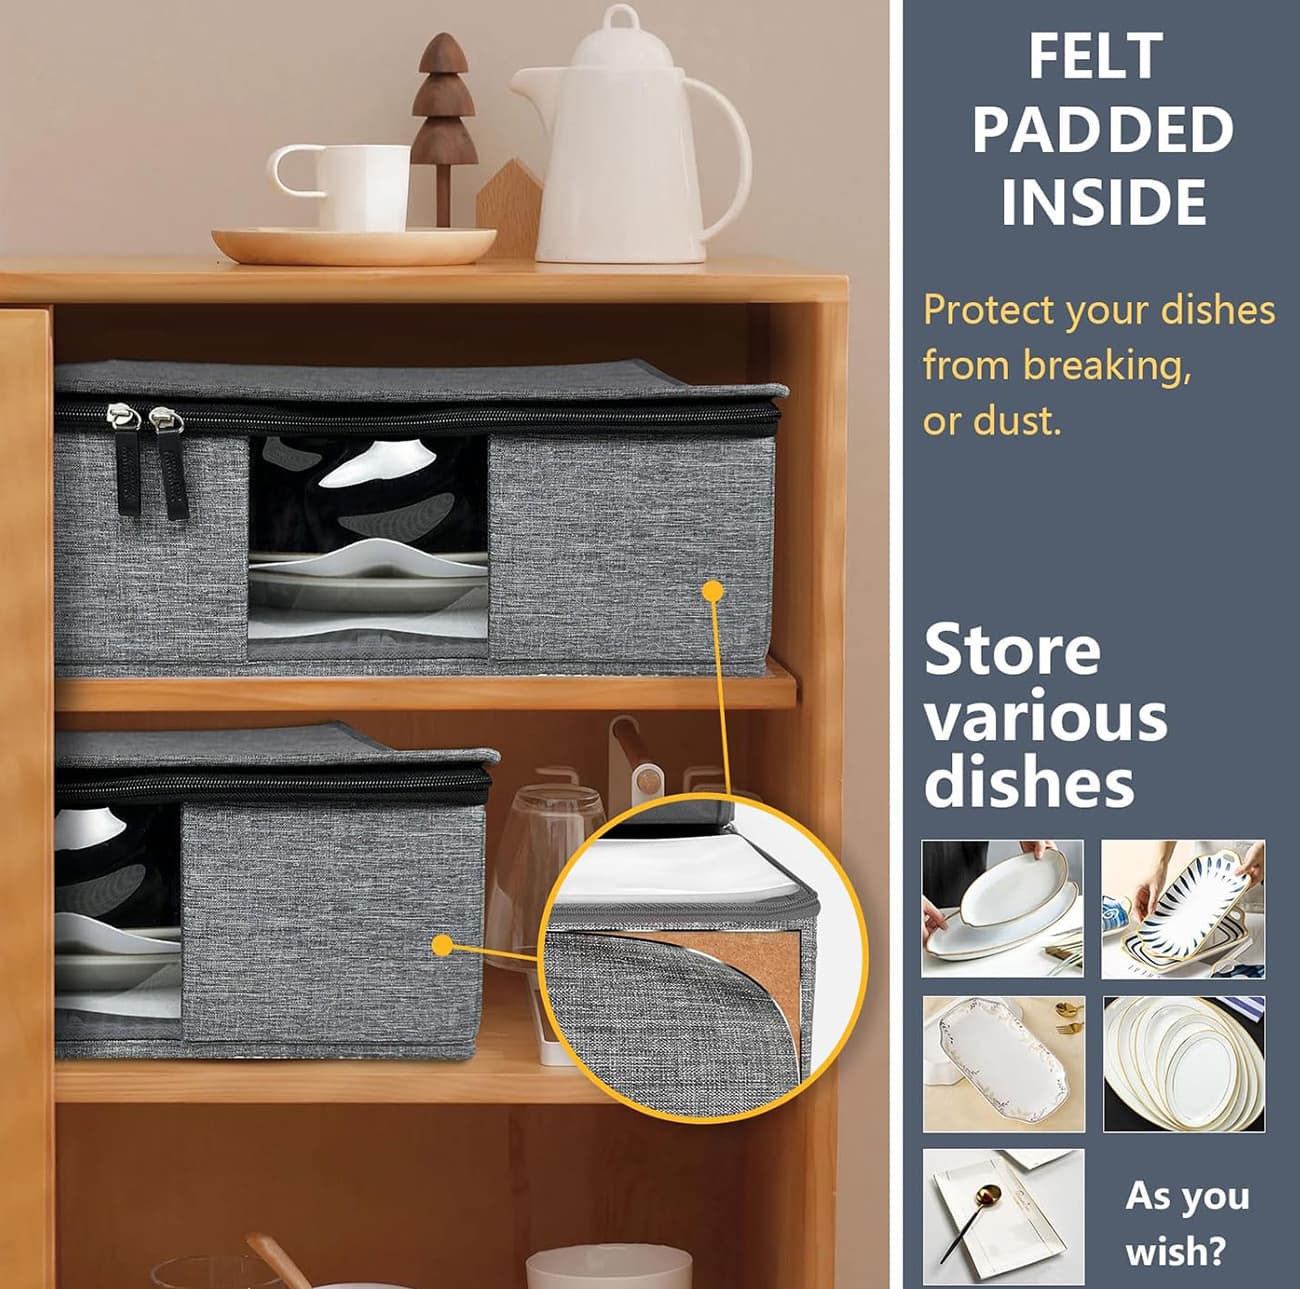 FELT
PADDED
INSIDE
Protect your dishes
from breaking,
or dust.
Store
various
dishes
As you
wish?